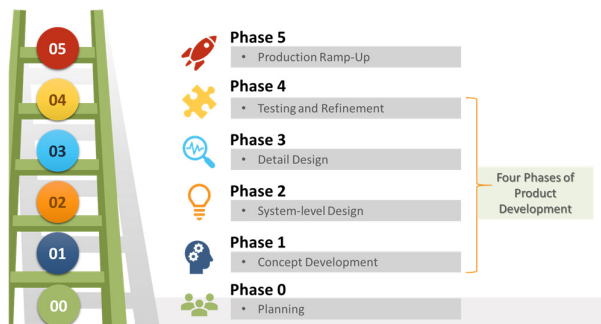 05
Phase 5
• Production Ramp-Up
04
Phase 4
• Testing and Refinement
03
Phase 3
• Detail Design
Four Phases of
Product
Development
02
Phase 2
• System-level Design
01
Phase 1
• Concept Development
00
Phase 0
• Planning